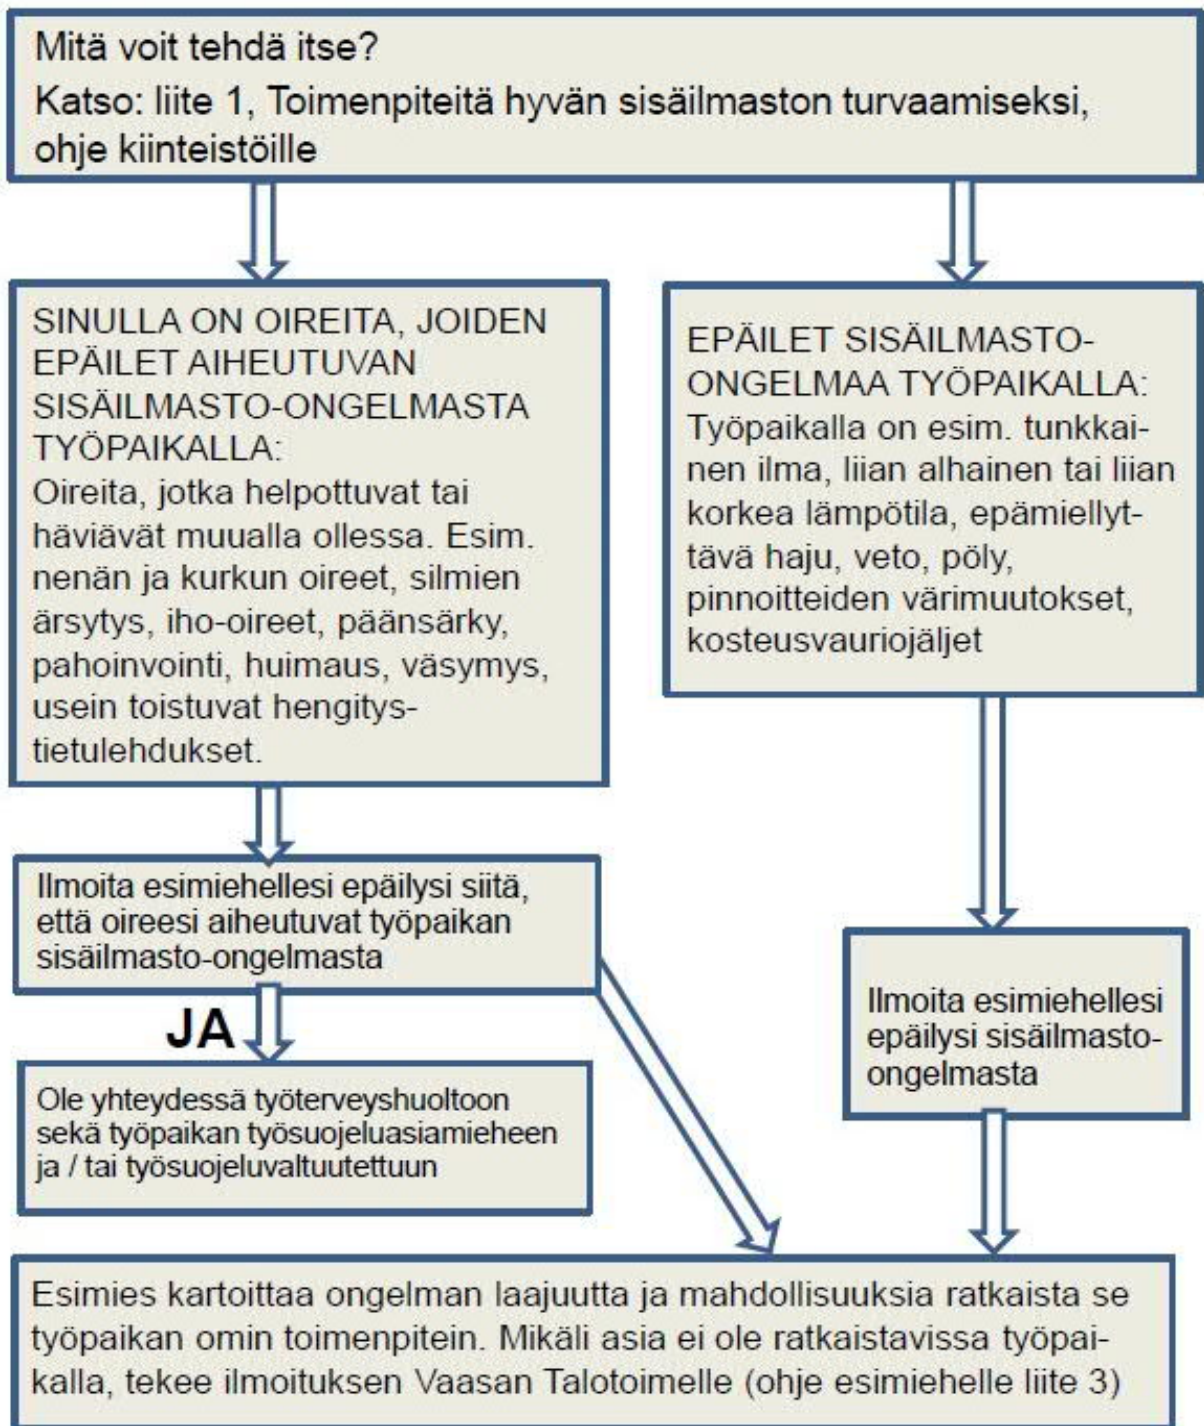 Mitä voit tehdä itse?
Katso: liite 1, Toimenpiteitä hyvän sisäilmaston turvaamiseksi,
ohje kiinteistöille
SINULLA ON OIREITA, JOIDEN
EPÄILET AIHEUTUVAN
SISÄILMASTO-ONGELMASTA
TYÖPAIKALLA:
Oireita, jotka helpottuvat tai
häviävät muualla ollessa. Esim.
nenän ja kurkun oireet, silmien
ärsytys, iho-oireet, päänsärky,
pahoinvointi, huimaus, väsymys,
usein toistuvat hengitys-
tietulehdukset.
EPÄILET SISÄILMASTO-
ONGELMAA TYÖPAIKALLA:
Työpaikalla on esim. tunkkai-
nen ilma, liian alhainen tai liian
korkea lämpötila, epämiellyt-
tävä haju, veto, pöly,
pinnoitteiden värimuutokset,
kosteusvauriojäljet
Ilmoita esimiehellesi epäilysi siitä,
että oireesi aiheutuvat työpaikan
sisäilmasto-ongelmasta
JA
Ole yhteydessä työterveyshuoltoon
sekä työpaikan työsuojeluasiamieheen
ja / tai työsuojeluvaltuutettuun
Ilmoita esimiehellesi
epäilysi sisäilmasto-
ongelmasta
Esimies kartoittaa ongelman laajuutta ja mahdollisuuksia ratkaista se
työpaikan omin toimenpitein. Mikäli asia ei ole ratkaistavissa työpai-
kalla, tekee ilmoituksen Vaasan Talotoimelle (ohje esimiehelle liite 3)